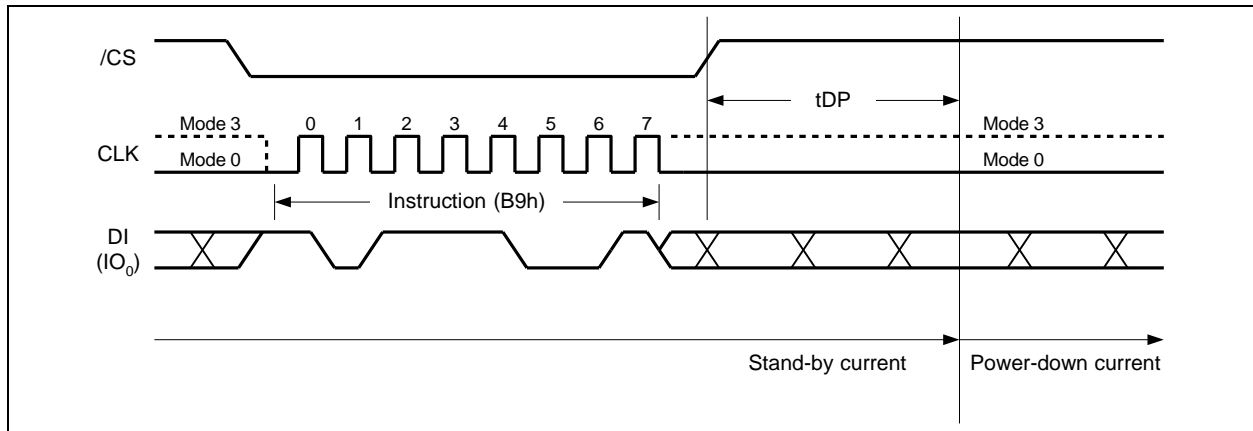 /CS
tDP
Mode 3 0 1 2 3 4 5 6 7 Mode 3
CLK
Mode 0 Mode 0
Instruction (B9h)
DI
(IO₀)
Stand-by current Power-down current